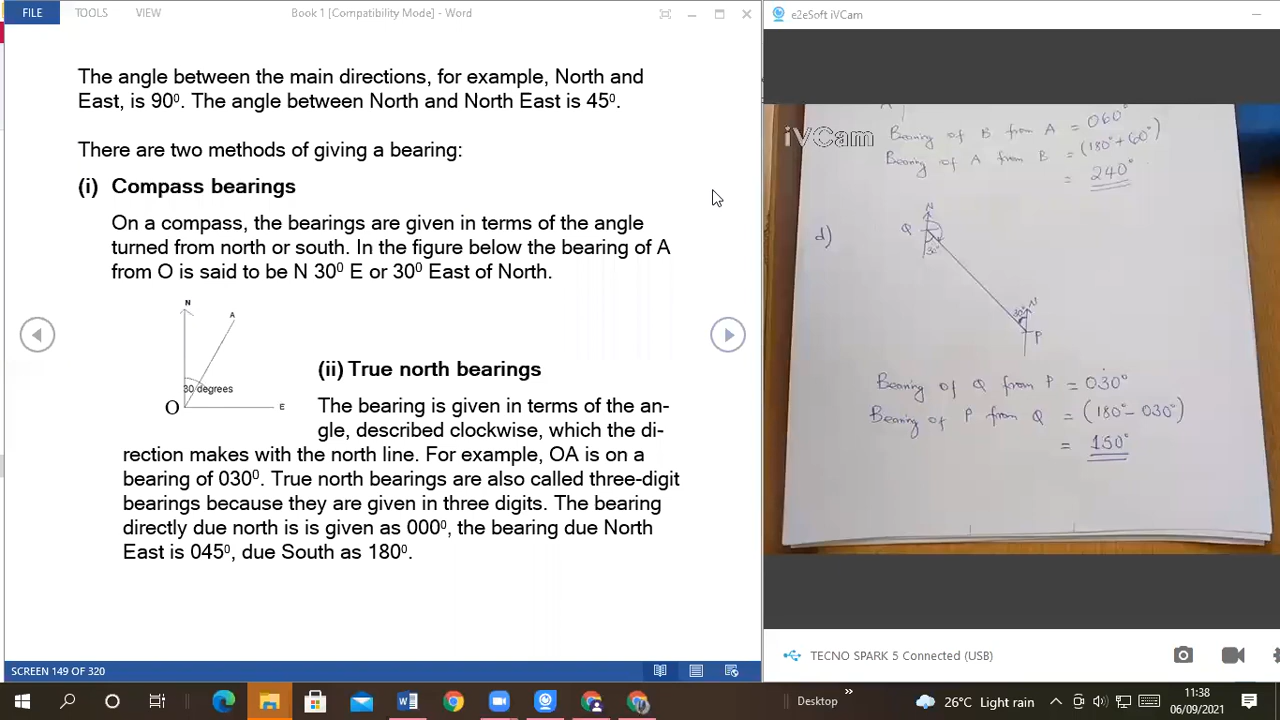 FILE TOOLS VIEW Book 1 [Compatibility Mode] - Word
The angle between the main directions, for example, North and
East, is 90⁰. The angle between North and North East is 45⁰.
There are two methods of giving a bearing:
(i) Compass bearings
On a compass, the bearings are given in terms of the angle
turned from north or south. In the figure below the bearing of A
from O is said to be N 30⁰ E or 30⁰ East of North.
N
A
30 degrees
O E
(ii) True north bearings
The bearing is given in terms of the an-
gle, described clockwise, which the di-
rection makes with the north line. For example, OA is on a
bearing of 030⁰. True north bearings are also called three-digit
bearings because they are given in three digits. The bearing
directly due north is is given as 000⁰, the bearing due North
East is 045⁰, due South as 180⁰.
SCREEN 149 OF 320
e2eSoft iVCam
iVCam
Bearing of B from A = 060°
Bearing of A from B = (180° + 60°)
= 240°
d)
N
Q
30°
N
30°
P
Bearing of Q from P = 030°
Bearing of P from Q = (180° - 030°)
= 150°
TECNO SPARK 5 Connected (USB)
Desktop » 26°C Light rain 11:38
06/09/2021